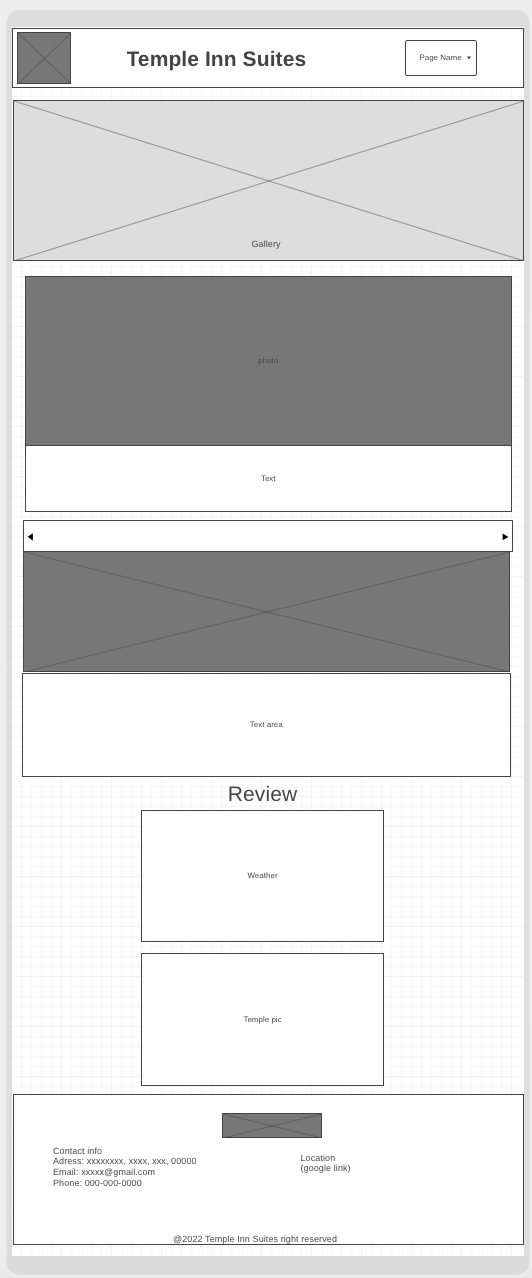 Temple Inn Suites
Page Name
Gallery
photo
Text
Text area
Review
Weather
Temple pic
Contact info
Adress: xxxxxxxx, xxxx, xxx, 00000
Email: xxxxx@gmail.com
Phone: 000-000-0000
Location
(google link)
@2022 Temple Inn Suites right reserved